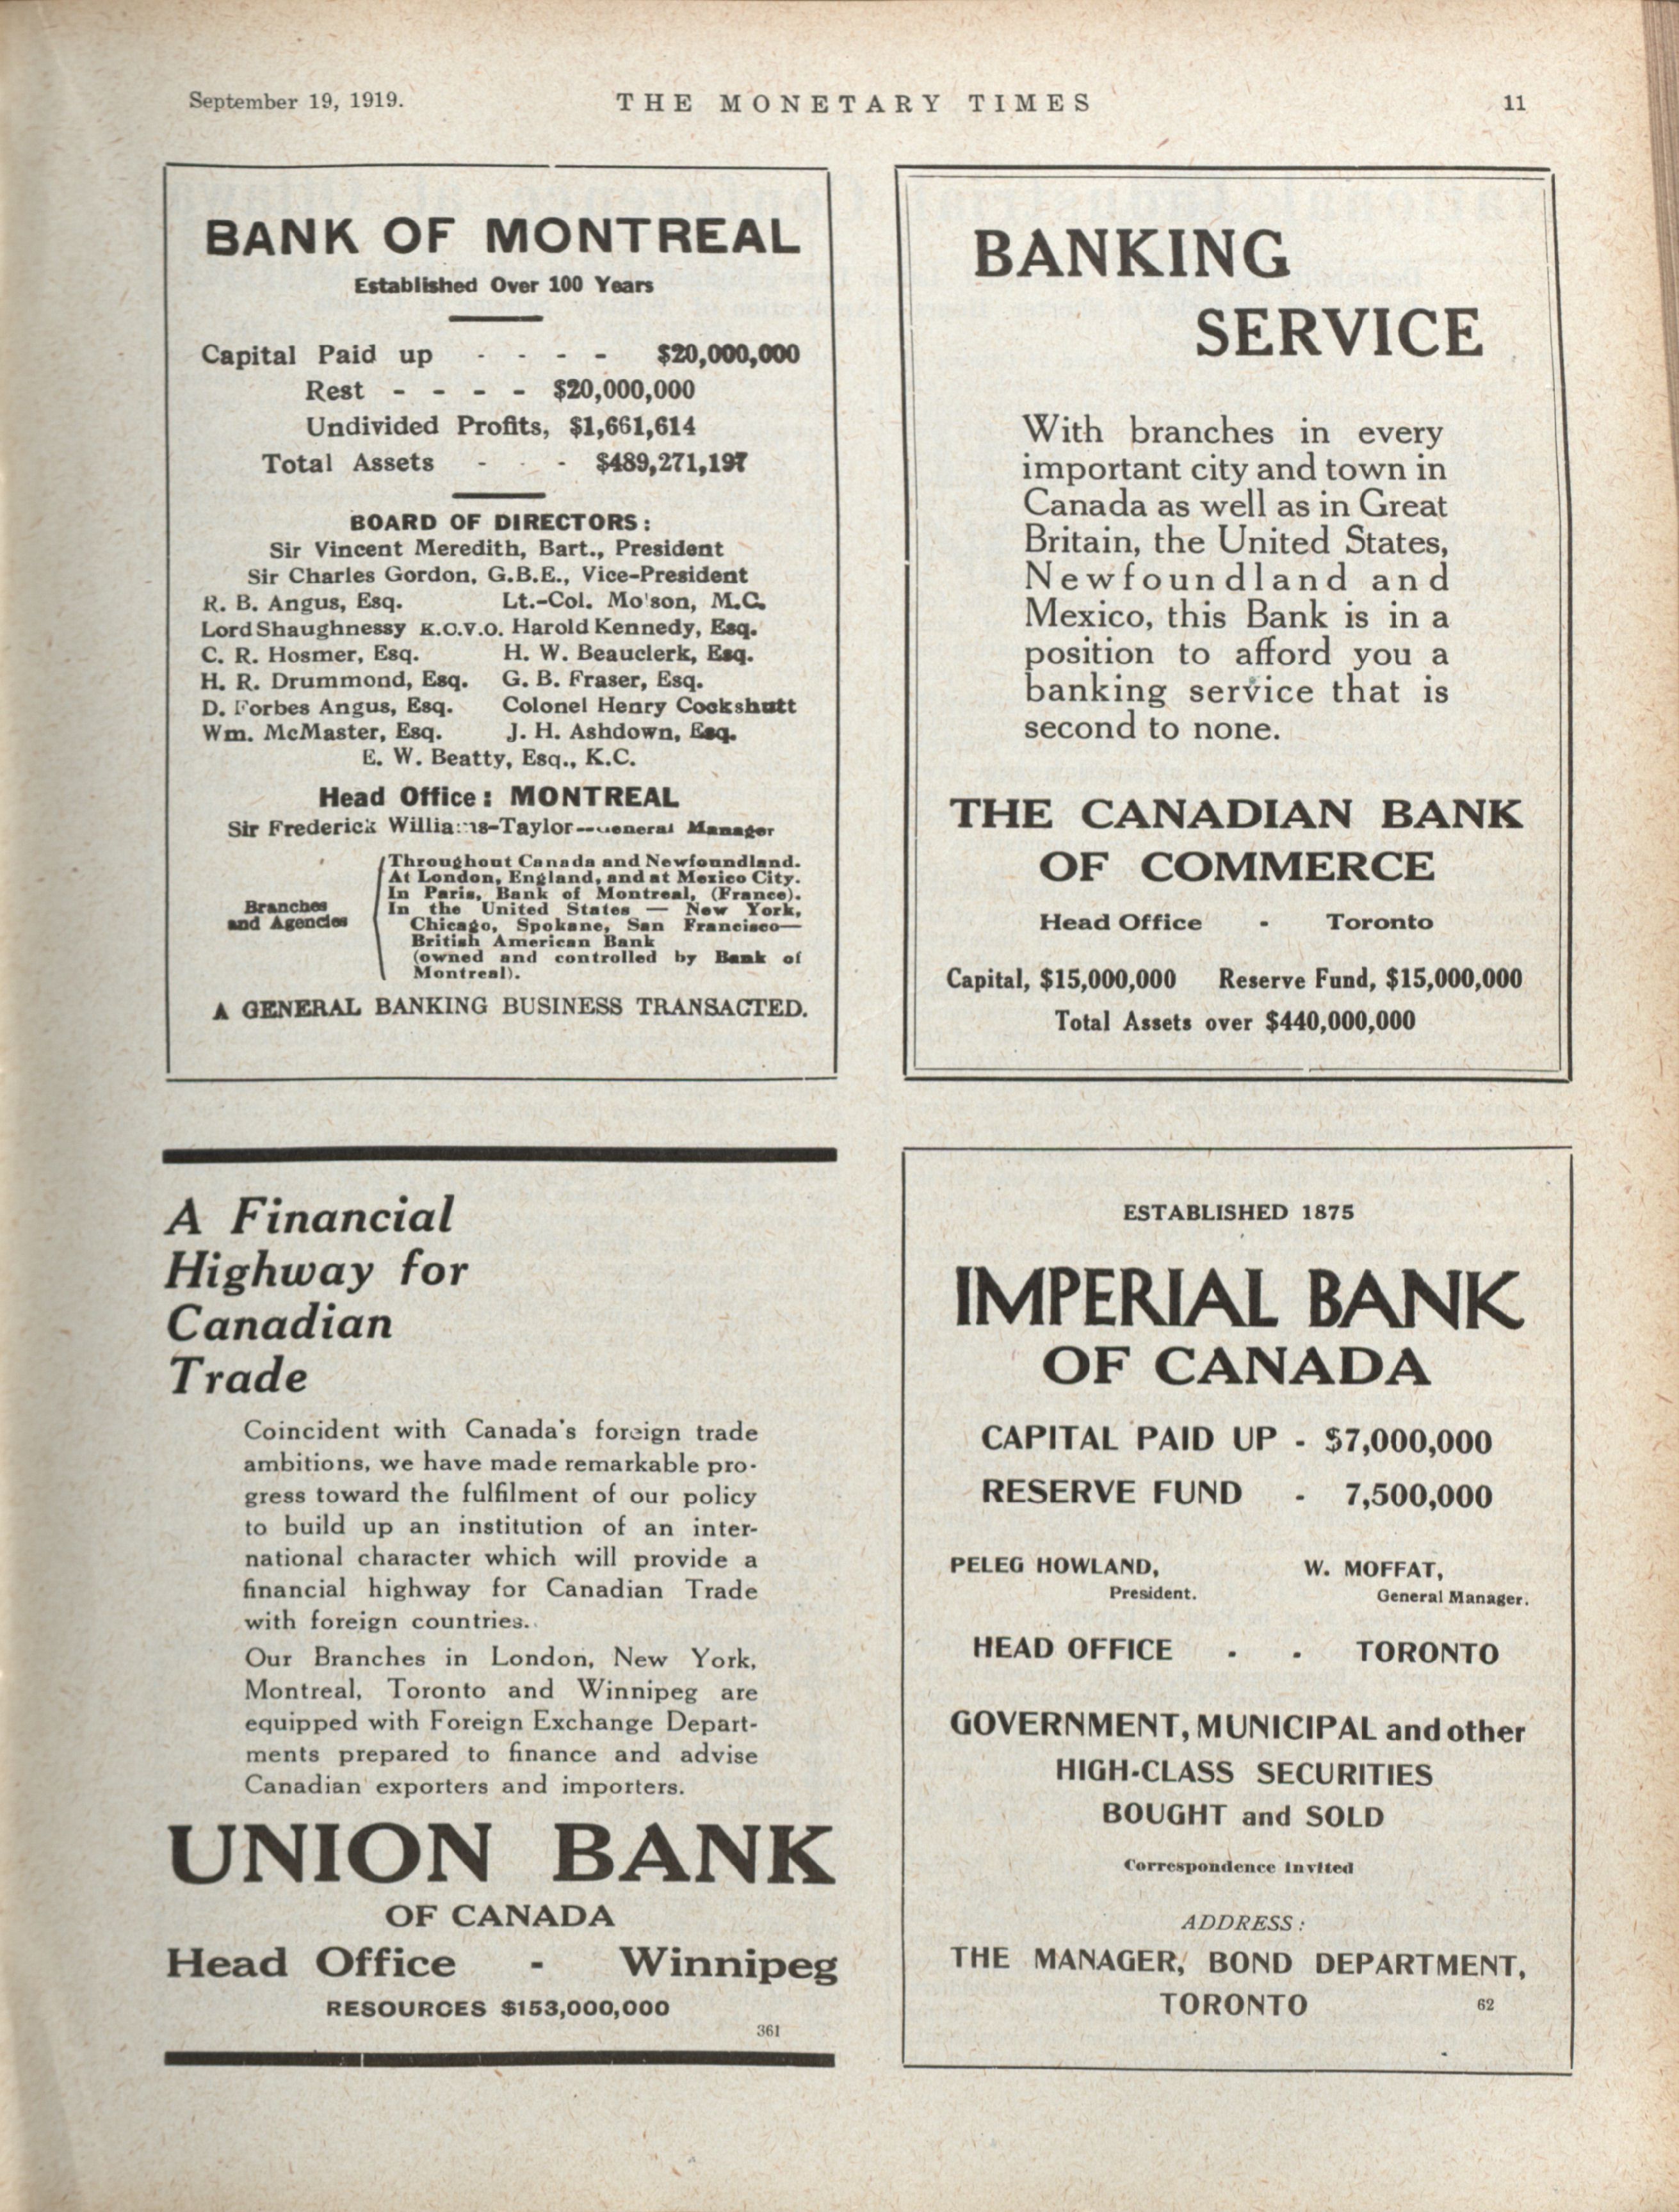 September 19, 1919.
THE MONETARY TIMES
11
BANK OF MONTREAL
Established Over 100 Years
Capital Paid up - - - - $20,000,000
Rest - - - - $20,000,000
Undivided Profits, $1,661,614
Total Assets - - - $489,271,197
BOARD OF DIRECTORS:
Sir Vincent Meredith, Bart., President
Sir Charles Gordon, G.B.E., Vice-President
R. B. Angus, Esq. Lt.-Col. Mo'son, M.C.
Lord Shaughnessy K.C.V.O. Harold Kennedy, Esq.
C. R. Hosmer, Esq. H. W. Beauclerk, Esq.
H. R. Drummond, Esq. G. B. Fraser, Esq.
D. Forbes Angus, Esq. Colonel Henry Cockshutt
Wm. McMaster, Esq. J. H. Ashdown, Esq.
E. W. Beatty, Esq., K.C.
Head Office: MONTREAL
Sir Frederick Williams-Taylor--General Manager
Branches
and Agencies
Throughout Canada and Newfoundland.
At London, England, and at Mexico City.
In Paris, Bank of Montreal, (France).
In the United States — New York,
Chicago, Spokane, San Francisco—
British American Bank
(owned and controlled by Bank of
Montreal).
A GENERAL BANKING BUSINESS TRANSACTED.
BANKING
SERVICE
With branches in every
important city and town in
Canada as well as in Great
Britain, the United States,
Newfoundland and
Mexico, this Bank is in a
position to afford you a
banking service that is
second to none.
THE CANADIAN BANK
OF COMMERCE
Head Office - Toronto
Capital, $15,000,000 Reserve Fund, $15,000,000
Total Assets over $440,000,000
A Financial
Highway for
Canadian
Trade
Coincident with Canada's foreign trade
ambitions, we have made remarkable pro-
gress toward the fulfilment of our policy
to build up an institution of an inter-
national character which will provide a
financial highway for Canadian Trade
with foreign countries.
Our Branches in London, New York,
Montreal, Toronto and Winnipeg are
equipped with Foreign Exchange Depart-
ments prepared to finance and advise
Canadian exporters and importers.
UNION BANK
OF CANADA
Head Office - Winnipeg
RESOURCES $153,000,000
361
ESTABLISHED 1875
IMPERIAL BANK
OF CANADA
CAPITAL PAID UP - $7,000,000
RESERVE FUND - 7,500,000
PELEG HOWLAND, W. MOFFAT,
President. General Manager.
HEAD OFFICE - - TORONTO
GOVERNMENT, MUNICIPAL and other
HIGH-CLASS SECURITIES
BOUGHT and SOLD
Correspondence Invited
ADDRESS:
THE MANAGER, BOND DEPARTMENT,
TORONTO 62